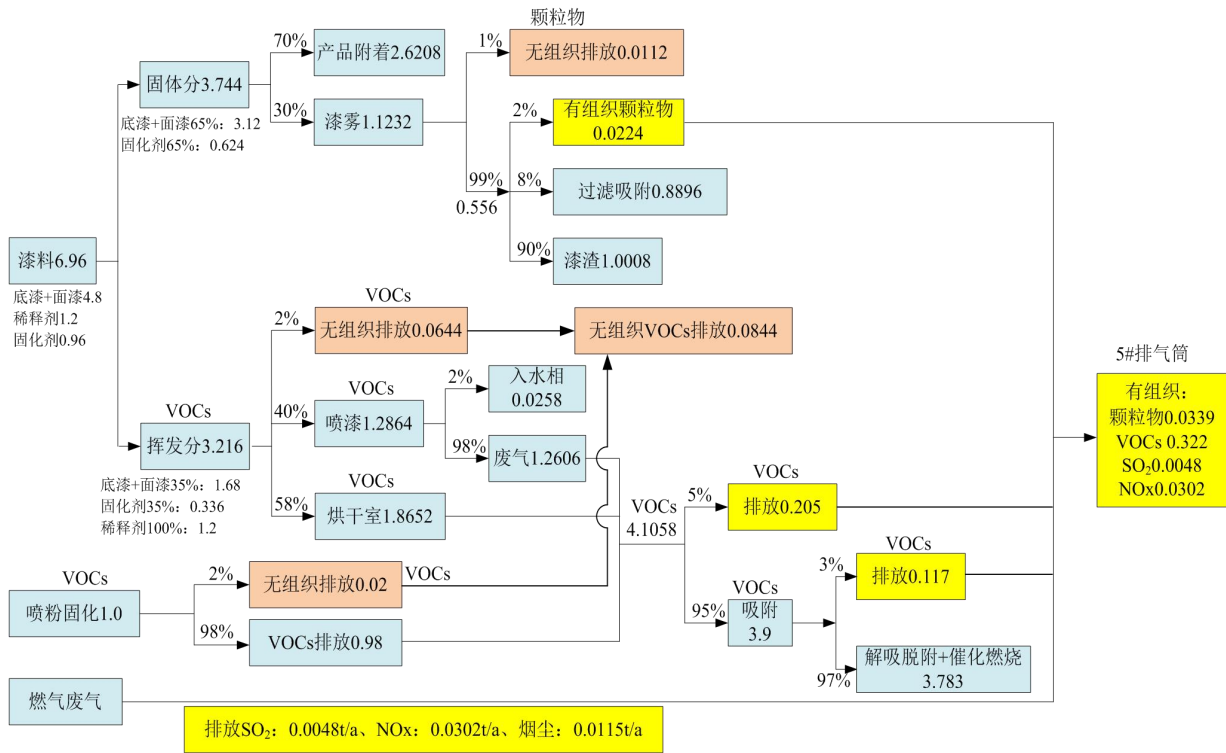 颗粒物
70%
产品附着2.6208
1%
无组织排放0.0112
固体分3.744
底漆+面漆65%：3.12
固化剂65%：0.624
30%
漆雾1.1232
2%
有组织颗粒物
0.0224
99%
0.556
8%
过滤吸附0.8896
90%
漆渣1.0008
漆料6.96
底漆+面漆4.8
稀释剂1.2
固化剂0.96
VOCs
2%
无组织排放0.0644
无组织VOCs排放0.0844
VOCs
挥发分3.216
底漆+面漆35%：1.68
固化剂35%：0.336
稀释剂100%：1.2
VOCs
40%
喷漆1.2864
2%
入水相
0.0258
98%
废气1.2606
VOCs
58%
烘干室1.8652
VOCs
4.1058
5%
VOCs
排放0.205
VOCs
喷粉固化1.0
2%
无组织排放0.02
VOCs
98%
VOCs排放0.98
95%
VOCs
吸附
3.9
3%
VOCs
排放0.117
97%
解吸脱附+催化燃烧
3.783
燃气废气
排放SO₂：0.0048t/a、NOx：0.0302t/a、烟尘：0.0115t/a
5#排气筒
有组织：
颗粒物0.0339
VOCs 0.322
SO₂0.0048
NOx0.0302